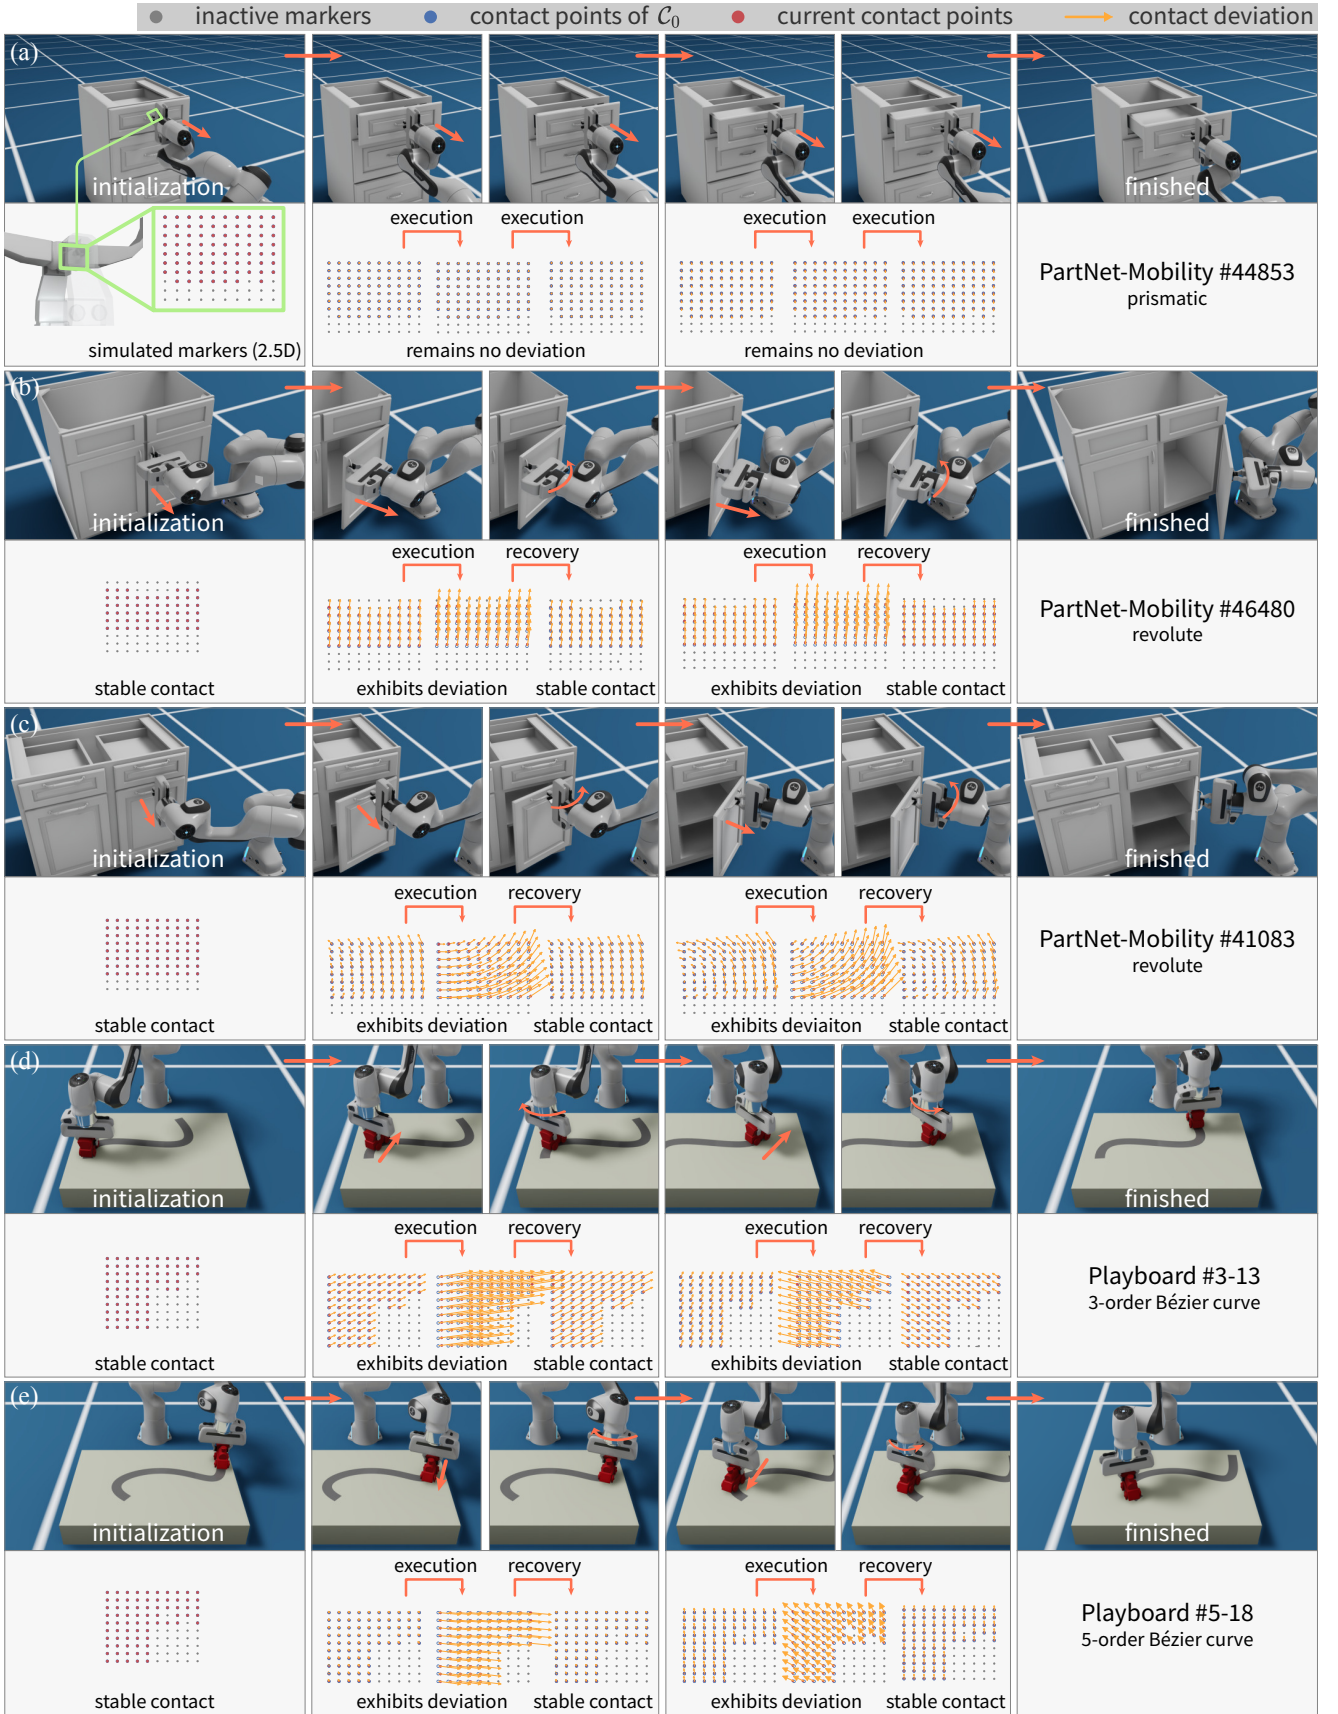 inactive markers contact points of 𝒞₀ current contact points contact deviation
(a)
initialization
finished
execution execution execution execution
PartNet-Mobility #44853
prismatic
simulated markers (2.5D) remains no deviation remains no deviation
(b)
initialization
finished
execution recovery execution recovery
PartNet-Mobility #46480
revolute
stable contact exhibits deviation stable contact exhibits deviation stable contact
(c)
initialization
finished
execution recovery execution recovery
PartNet-Mobility #41083
revolute
stable contact exhibits deviation stable contact exhibits deviaiton stable contact
(d)
initialization
finished
execution recovery execution recovery
Playboard #3-13
3-order Bézier curve
stable contact exhibits deviation stable contact exhibits deviation stable contact
(e)
initialization
finished
execution recovery execution recovery
Playboard #5-18
5-order Bézier curve
stable contact exhibits deviation stable contact exhibits deviation stable contact